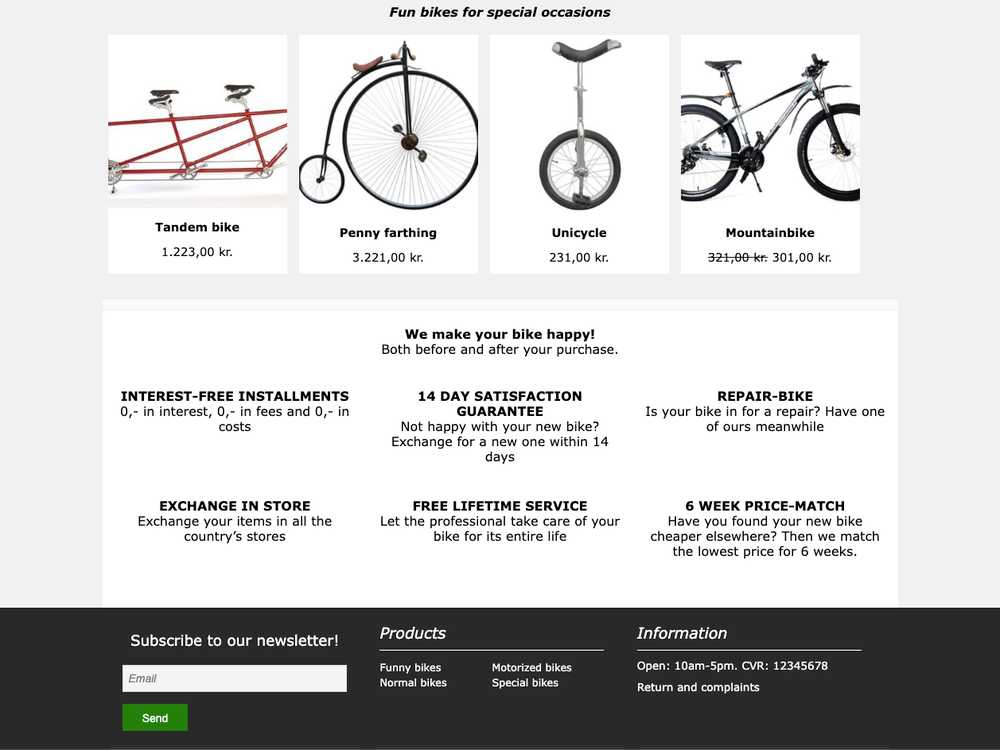 Fun bikes for special occasions
Tandem bike
1.223,00 kr.
Penny farthing
3.221,00 kr.
Unicycle
231,00 kr.
Mountainbike
321,00 kr. 301,00 kr.
We make your bike happy!
Both before and after your purchase.
INTEREST-FREE INSTALLMENTS
0,- in interest, 0,- in fees and 0,- in
costs
14 DAY SATISFACTION
GUARANTEE
Not happy with your new bike?
Exchange for a new one within 14
days
REPAIR-BIKE
Is your bike in for a repair? Have one
of ours meanwhile
EXCHANGE IN STORE
Exchange your items in all the
country’s stores
FREE LIFETIME SERVICE
Let the professional take care of your
bike for its entire life
6 WEEK PRICE-MATCH
Have you found your new bike
cheaper elsewhere? Then we match
the lowest price for 6 weeks.
Subscribe to our newsletter!
Email
Send
Products
Funny bikes
Normal bikes
Motorized bikes
Special bikes
Information
Open: 10am-5pm. CVR: 12345678
Return and complaints